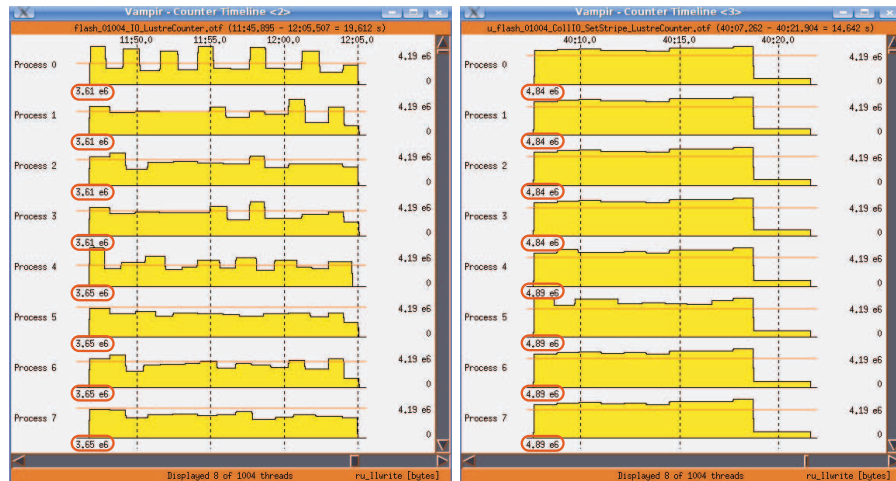 Vampir - Counter Timeline <2>
flash_01004_IO_LustreCounter.otf (11:45.895 - 12:05.507 = 19.612 s)
11:50.0 11:55.0 12:00.0 12:05.0
Process 0 4.19 e6
0
3.61 e6
Process 1 4.19 e6
0
3.61 e6
Process 2 4.19 e6
0
3.61 e6
Process 3 4.19 e6
0
3.61 e6
Process 4 4.19 e6
0
3.65 e6
Process 5 4.19 e6
0
3.65 e6
Process 6 4.19 e6
0
3.65 e6
Process 7 4.19 e6
0
3.65 e6
Displayed 8 of 1004 threads ru_llwrite [bytes]
Vampir - Counter Timeline <3>
u_flash_01004_CollIO_SetStripe_LustreCounter.otf (40:07.262 - 40:21.904 = 14.642 s)
40:10.0 40:15.0 40:20.0
Process 0 4.19 e6
0
4.84 e6
Process 1 4.19 e6
0
4.84 e6
Process 2 4.19 e6
0
4.84 e6
Process 3 4.19 e6
0
4.84 e6
Process 4 4.19 e6
0
4.89 e6
Process 5 4.19 e6
0
4.89 e6
Process 6 4.19 e6
0
4.89 e6
Process 7 4.19 e6
0
4.89 e6
Displayed 8 of 1004 threads ru_llwrite [bytes]